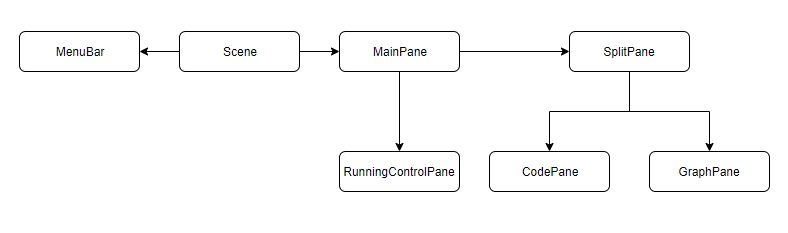 MenuBar
Scene
MainPane
SplitPane
RunningControlPane
CodePane
GraphPane